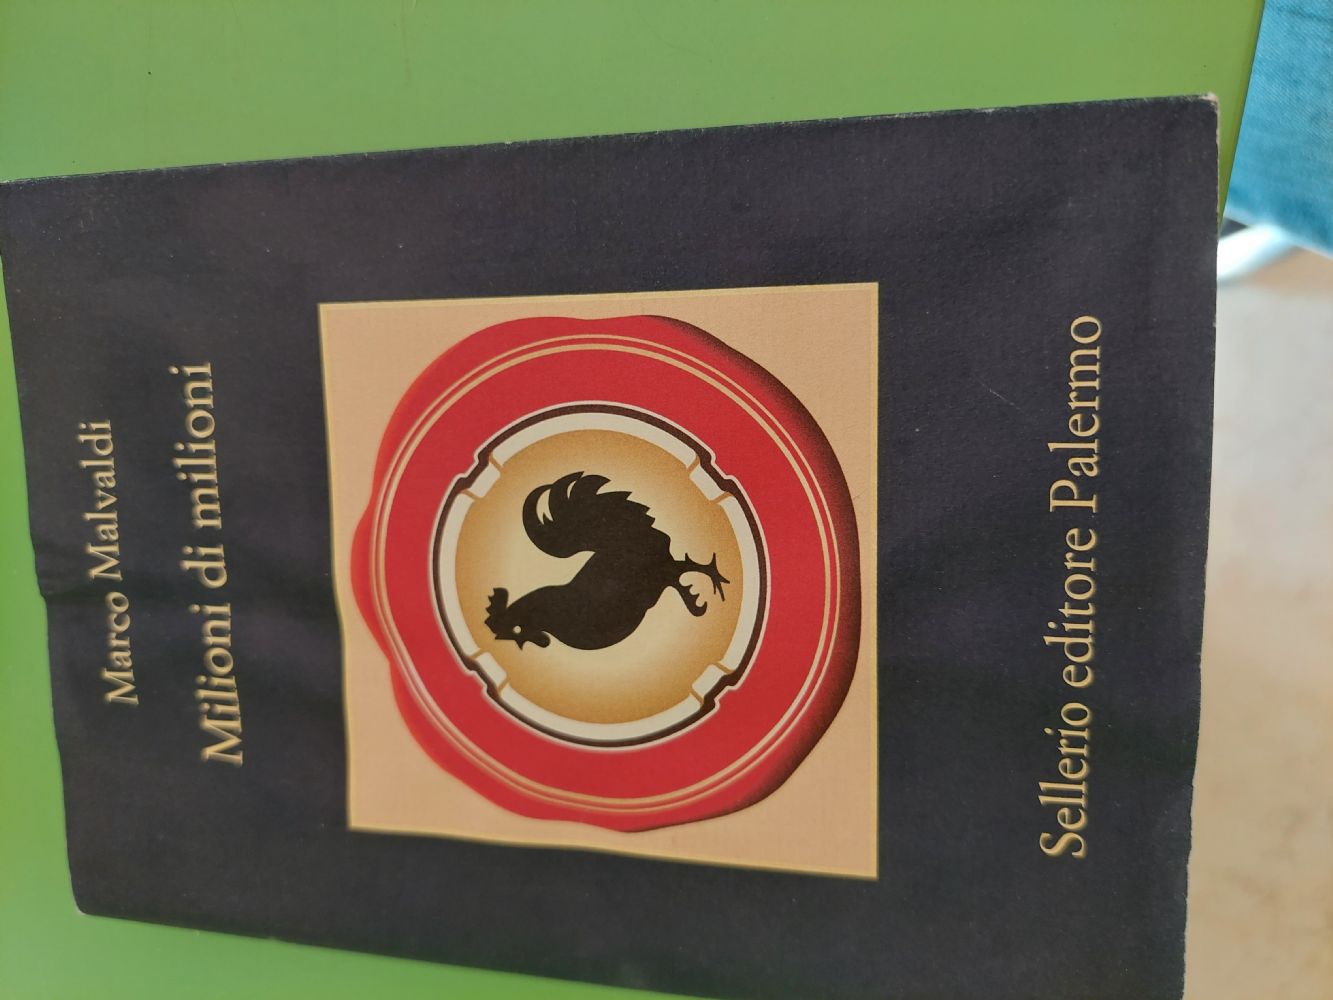 Marco Malvaldi
Milioni di milioni
Sellerio editore Palermo